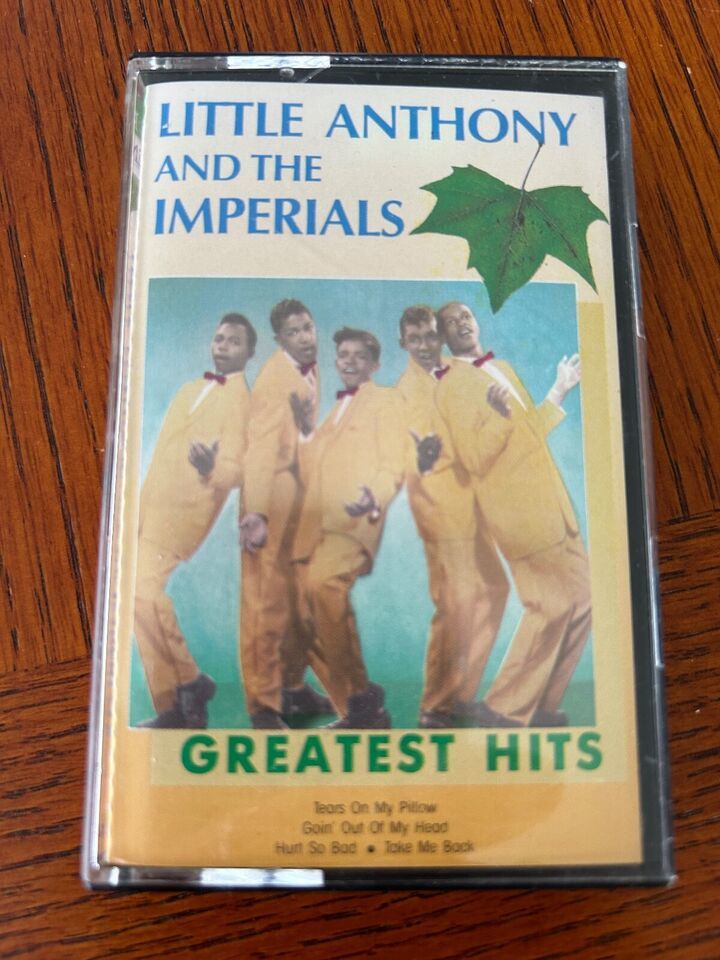 LITTLE ANTHONY
AND THE
IMPERIALS
GREATEST HITS
Tears On My Pillow
Goin' Out Of My Head
Hurt So Bad • Take Me Back